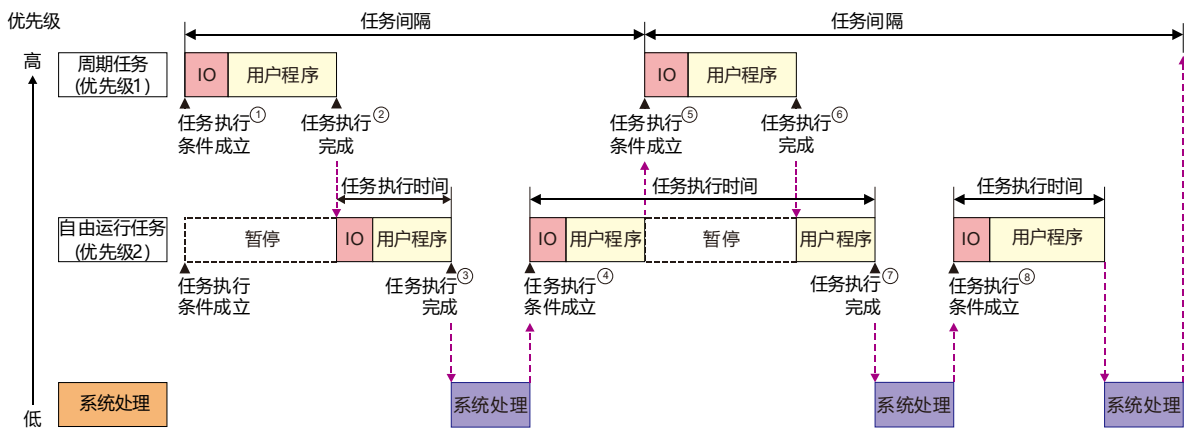 优先级
任务间隔
任务间隔
高
周期任务
(优先级1)
IO
用户程序
IO
用户程序
任务执行①
条件成立
任务执行②
完成
任务执行⑤
条件成立
任务执行⑥
完成
任务执行时间
任务执行时间
任务执行时间
自由运行任务
(优先级2)
暂停
IO
用户程序
IO
用户程序
暂停
用户程序
IO
用户程序
任务执行
条件成立
任务执行③
完成
任务执行④
条件成立
任务执行⑦
完成
任务执行⑧
条件成立
低
系统处理
系统处理
系统处理
系统处理